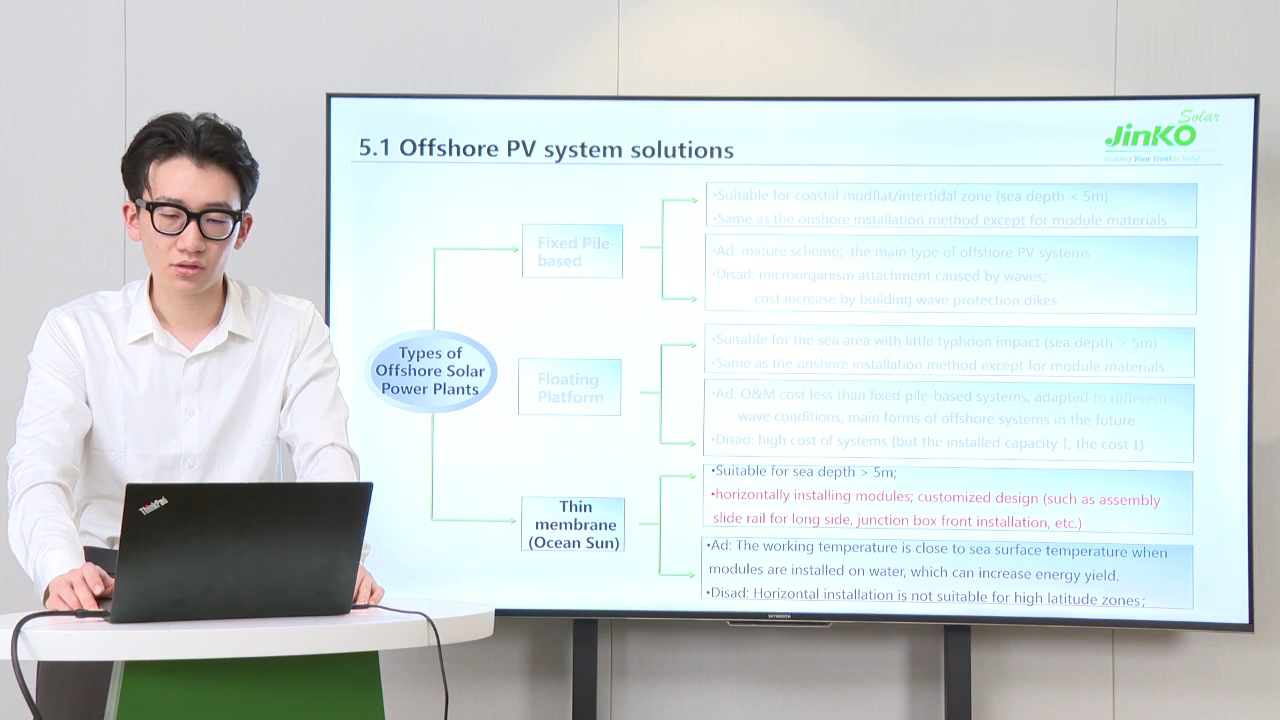 5.1 Offshore PV system solutions
Solar
JinKO
Building Your Trust in Solar
Types of
Offshore Solar
Power Plants
Fixed Pile-
based
•Suitable for coastal mudflat/intertidal zone (sea depth < 5m)
•Same as the onshore installation method except for module materials
•Ad: mature scheme; the main type of offshore PV systems
•Disad: microorganism attachment caused by waves;
cost increase by building wave protection dikes
Floating
Platform
•Suitable for the sea area with little typhoon impact (sea depth > 5m)
•Same as the onshore installation method except for module materials
•Ad: O&M cost less than fixed pile-based systems; adapted to different
wave conditions; main forms of offshore systems in the future
•Disad: high cost of systems (but the installed capacity ↑, the cost ↓)
Thin
membrane
(Ocean Sun)
•Suitable for sea depth > 5m;
•horizontally installing modules; customized design (such as assembly
slide rail for long side, junction box front installation, etc.)
•Ad: The working temperature is close to sea surface temperature when
modules are installed on water, which can increase energy yield.
•Disad: Horizontal installation is not suitable for high latitude zones;
ThinkPad
SKYWORTH